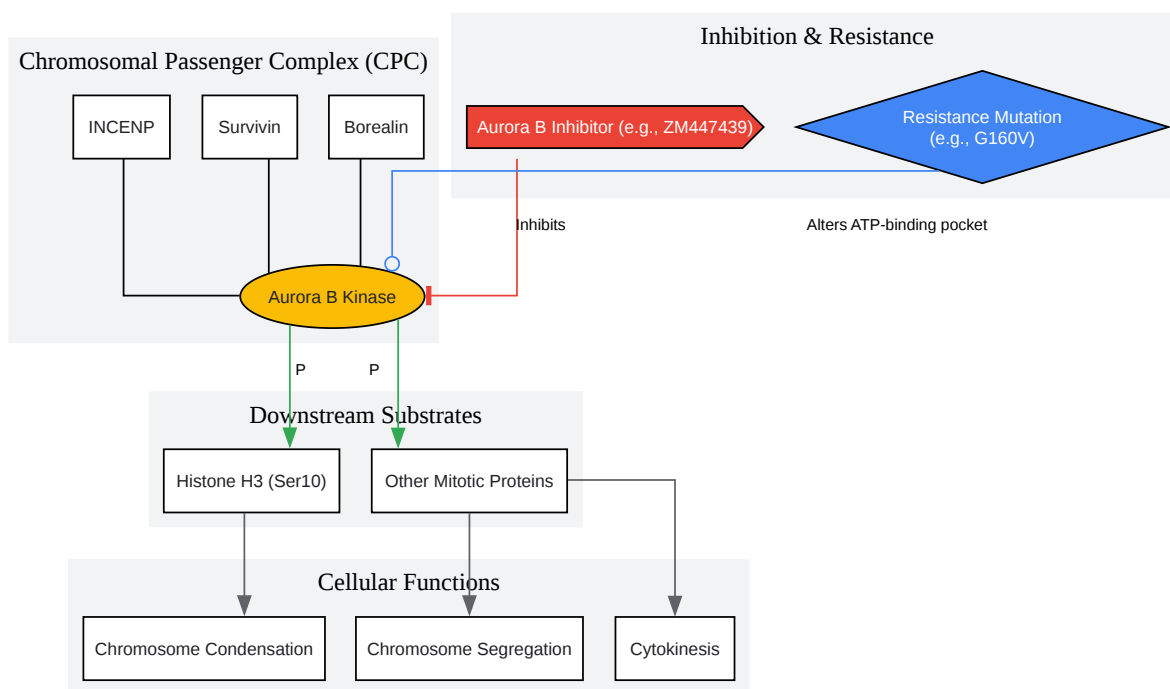 Inhibition & Resistance
Chromosomal Passenger Complex (CPC)
INCENP
Survivin
Borealin
Aurora B Inhibitor (e.g., ZM447439)
Resistance Mutation
(e.g., G160V)
Inhibits
Alters ATP-binding pocket
Aurora B Kinase
P
P
Downstream Substrates
Histone H3 (Ser10)
Other Mitotic Proteins
Cellular Functions
Chromosome Condensation
Chromosome Segregation
Cytokinesis